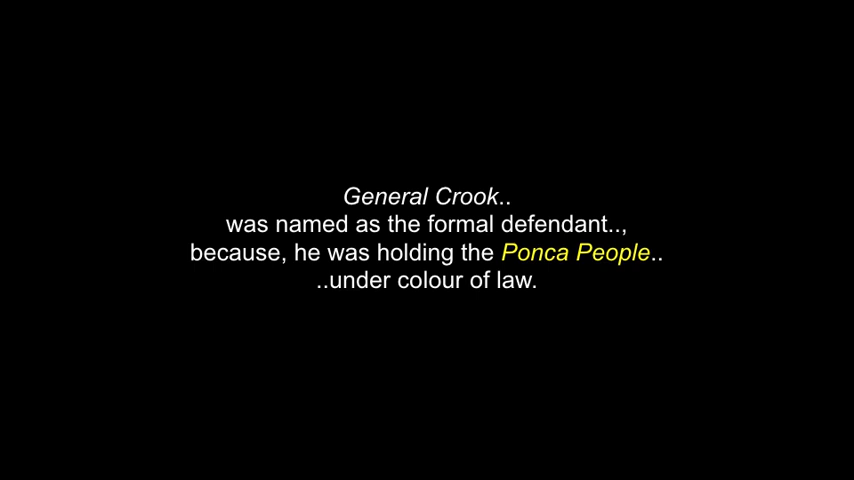 General Crook..
was named as the formal defendant..,
because, he was holding the Ponca People..
..under colour of law.